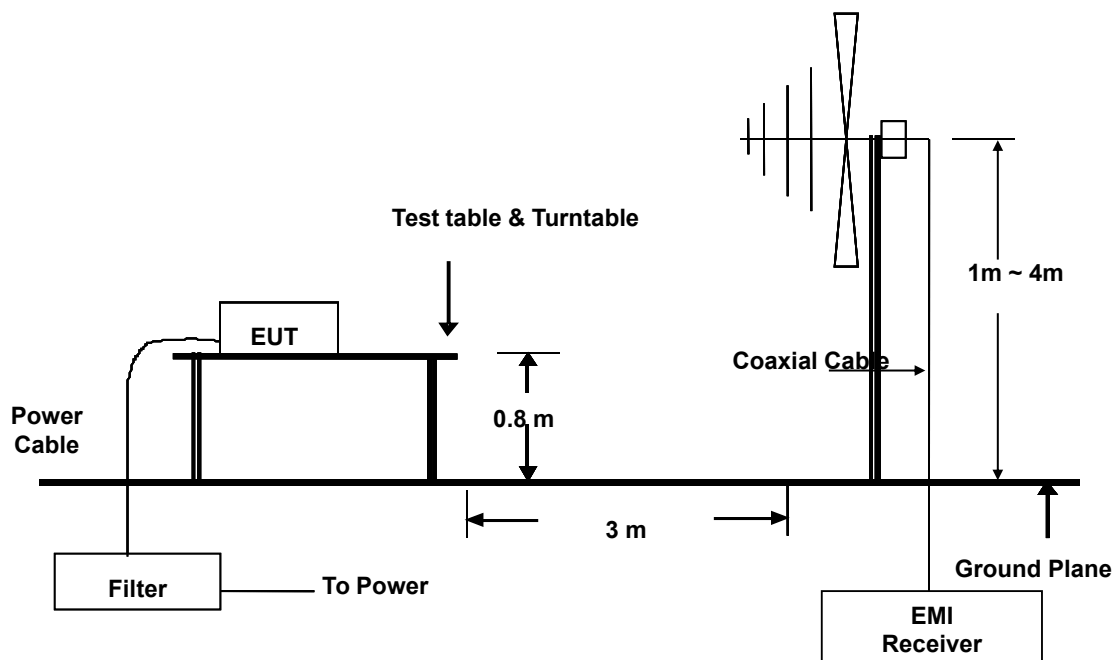 Test table & Turntable
1m ~ 4m
EUT
Coaxial Cable
0.8 m
Power
Cable
3 m
Ground Plane
Filter
To Power
EMI
Receiver